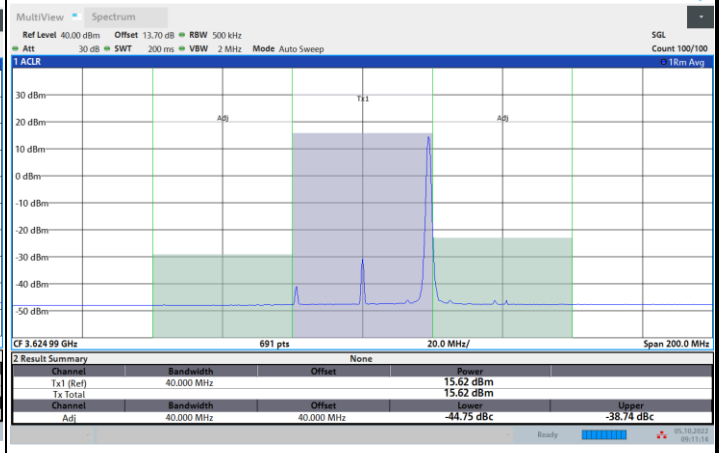 MultiView Spectrum
Ref Level 40.00 dBm Offset 13.70 dB RBW 500 kHz SGL
Att 30 dB SWT 200 ms VBW 2 MHz Mode Auto Sweep Count 100/100
1 ACLR 1Rm Avg
30 dBm
Tx1
20 dBm
Adj Adj
10 dBm
0 dBm
-10 dBm
-20 dBm
-30 dBm
-40 dBm
-50 dBm
CF 3.624 99 GHz 691 pts 20.0 MHz/ Span 200.0 MHz
2 Result Summary None
Channel Bandwidth Offset Power
Tx1 (Ref) 40.000 MHz 15.62 dBm
Tx Total 15.62 dBm
Channel Bandwidth Offset Lower Upper
Adj 40.000 MHz 40.000 MHz -44.75 dBc -38.74 dBc
Ready 05.10.2022
09:11:14